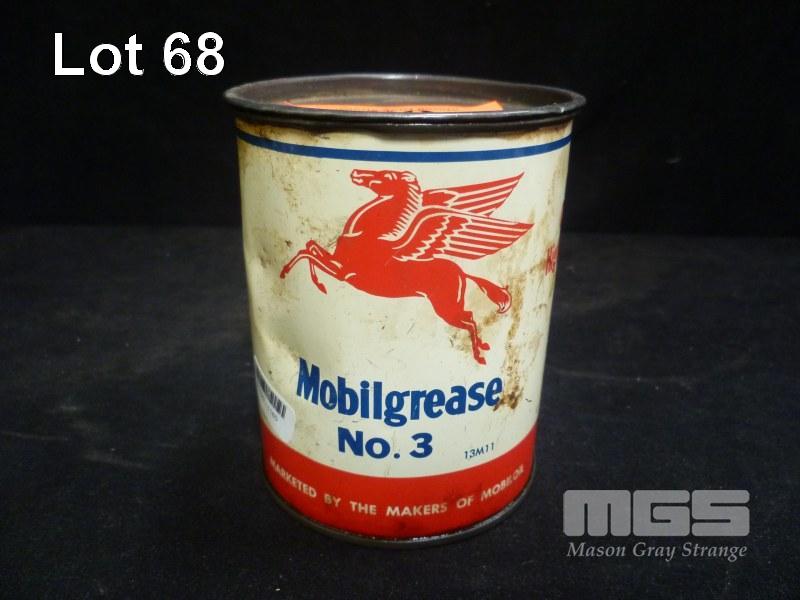 Lot 68
Mobilgrease
No. 3
13M11
MARKETED BY THE MAKERS OF MOBILOIL
MGS
Mason Gray Strange